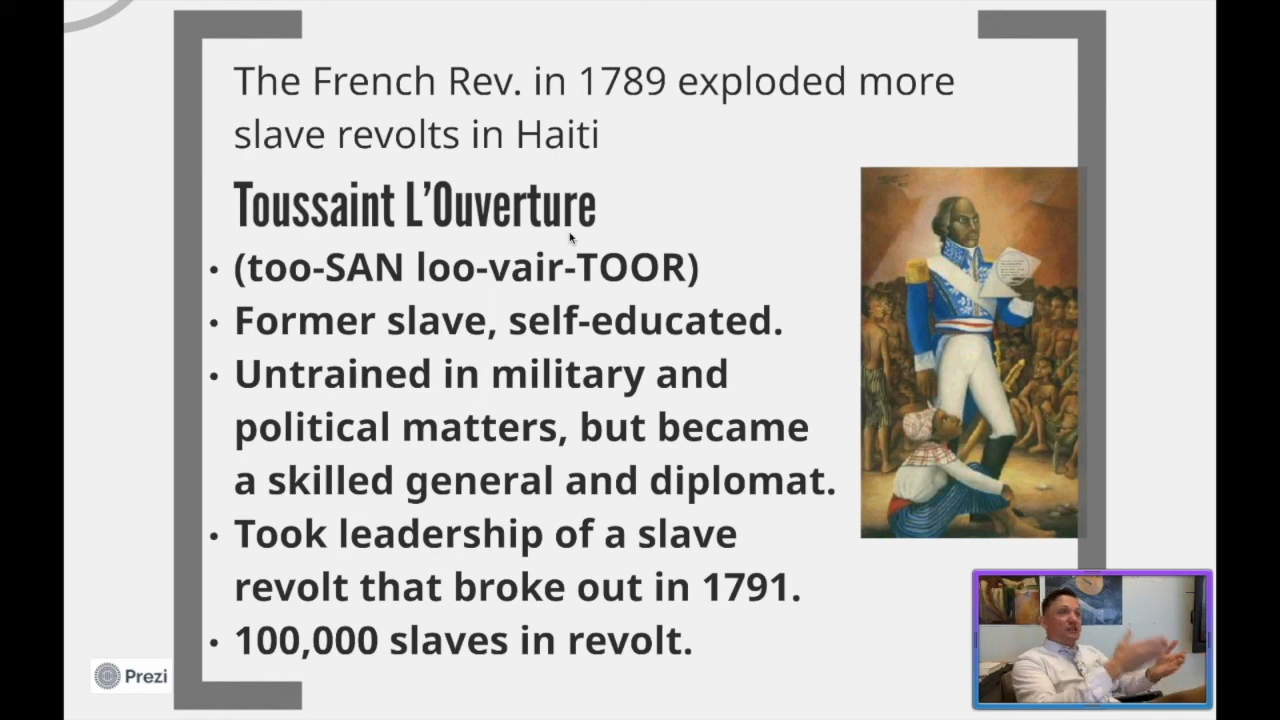 The French Rev. in 1789 exploded more
slave revolts in Haiti
Toussaint L'Ouverture
• (too-SAN loo-vair-TOOR)
• Former slave, self-educated.
• Untrained in military and
political matters, but became
a skilled general and diplomat.
• Took leadership of a slave
revolt that broke out in 1791.
• 100,000 slaves in revolt.
Prezi